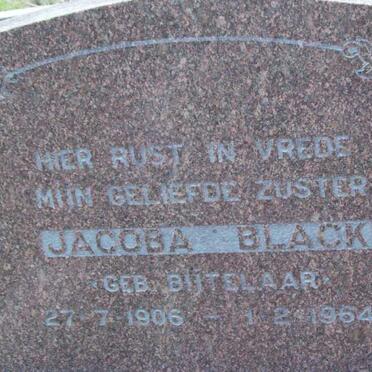 HIER RUST IN VREDE
MIJN GELIEFDE ZUSTER
JACOBA BLACK
GEB. BIJTELAAR
27-7-1906 - 1-2-1964